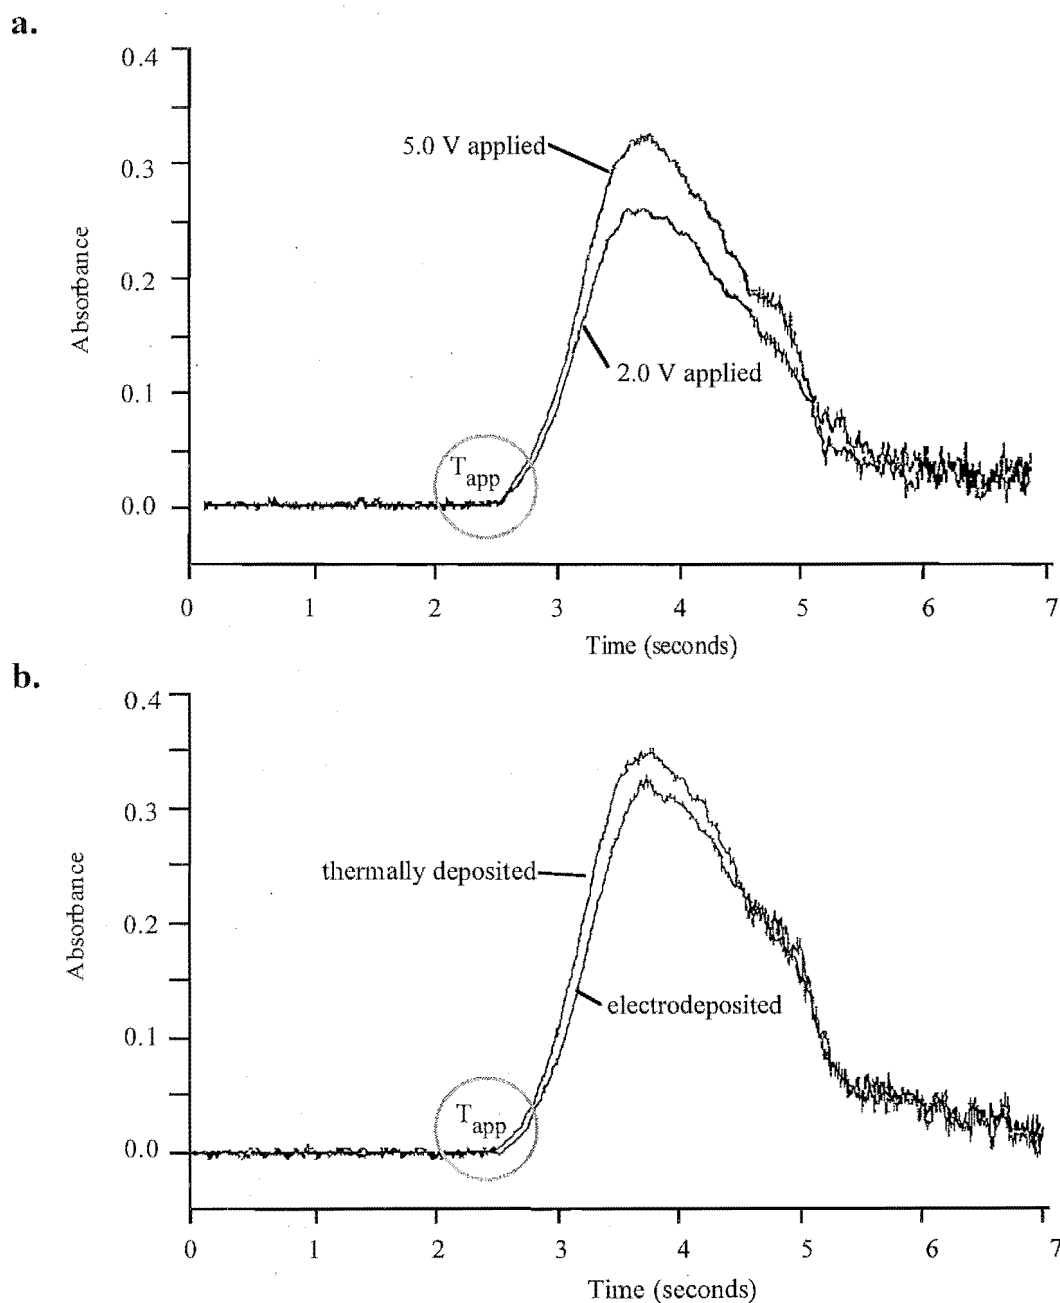 a.
0.4
0.3
0.2
0.1
0.0
Absorbance
5.0 V applied
2.0 V applied
T app
0 1 2 3 4 5 6 7
Time (seconds)
b.
0.4
0.3
0.2
0.1
0.0
Absorbance
thermally deposited
electrodeposited
T app
0 1 2 3 4 5 6 7
Time (seconds)